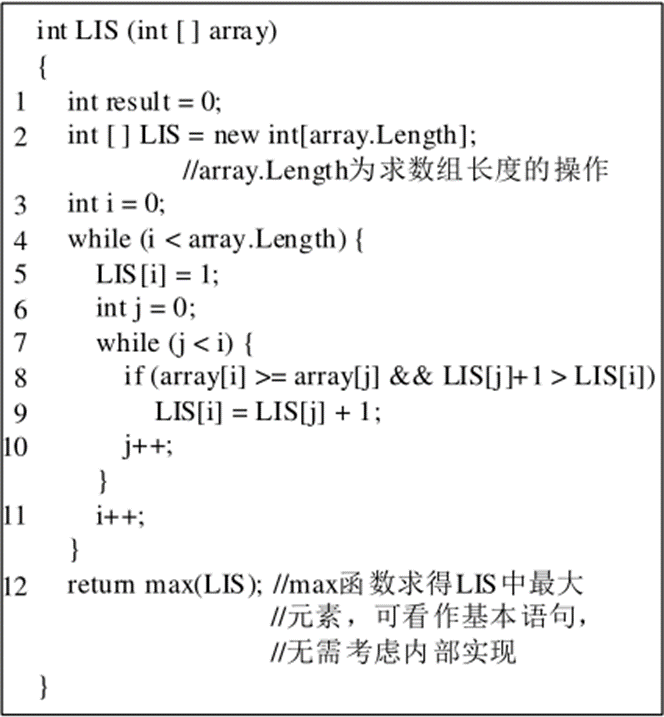 int LIS (int [ ] array)
{
1 int result = 0;
2 int [ ] LIS = new int[array.Length];
//array.Length为求数组长度的操作
3 int i = 0;
4 while (i < array.Length) {
5 LIS[i] = 1;
6 int j = 0;
7 while (j < i) {
8 if (array[i] >= array[j] && LIS[j]+1 > LIS[i])
9 LIS[i] = LIS[j] + 1;
10 j++;
}
11 i++;
}
12 return max(LIS); //max函数求得LIS中最大
//元素，可看作基本语句，
//无需考虑内部实现
}